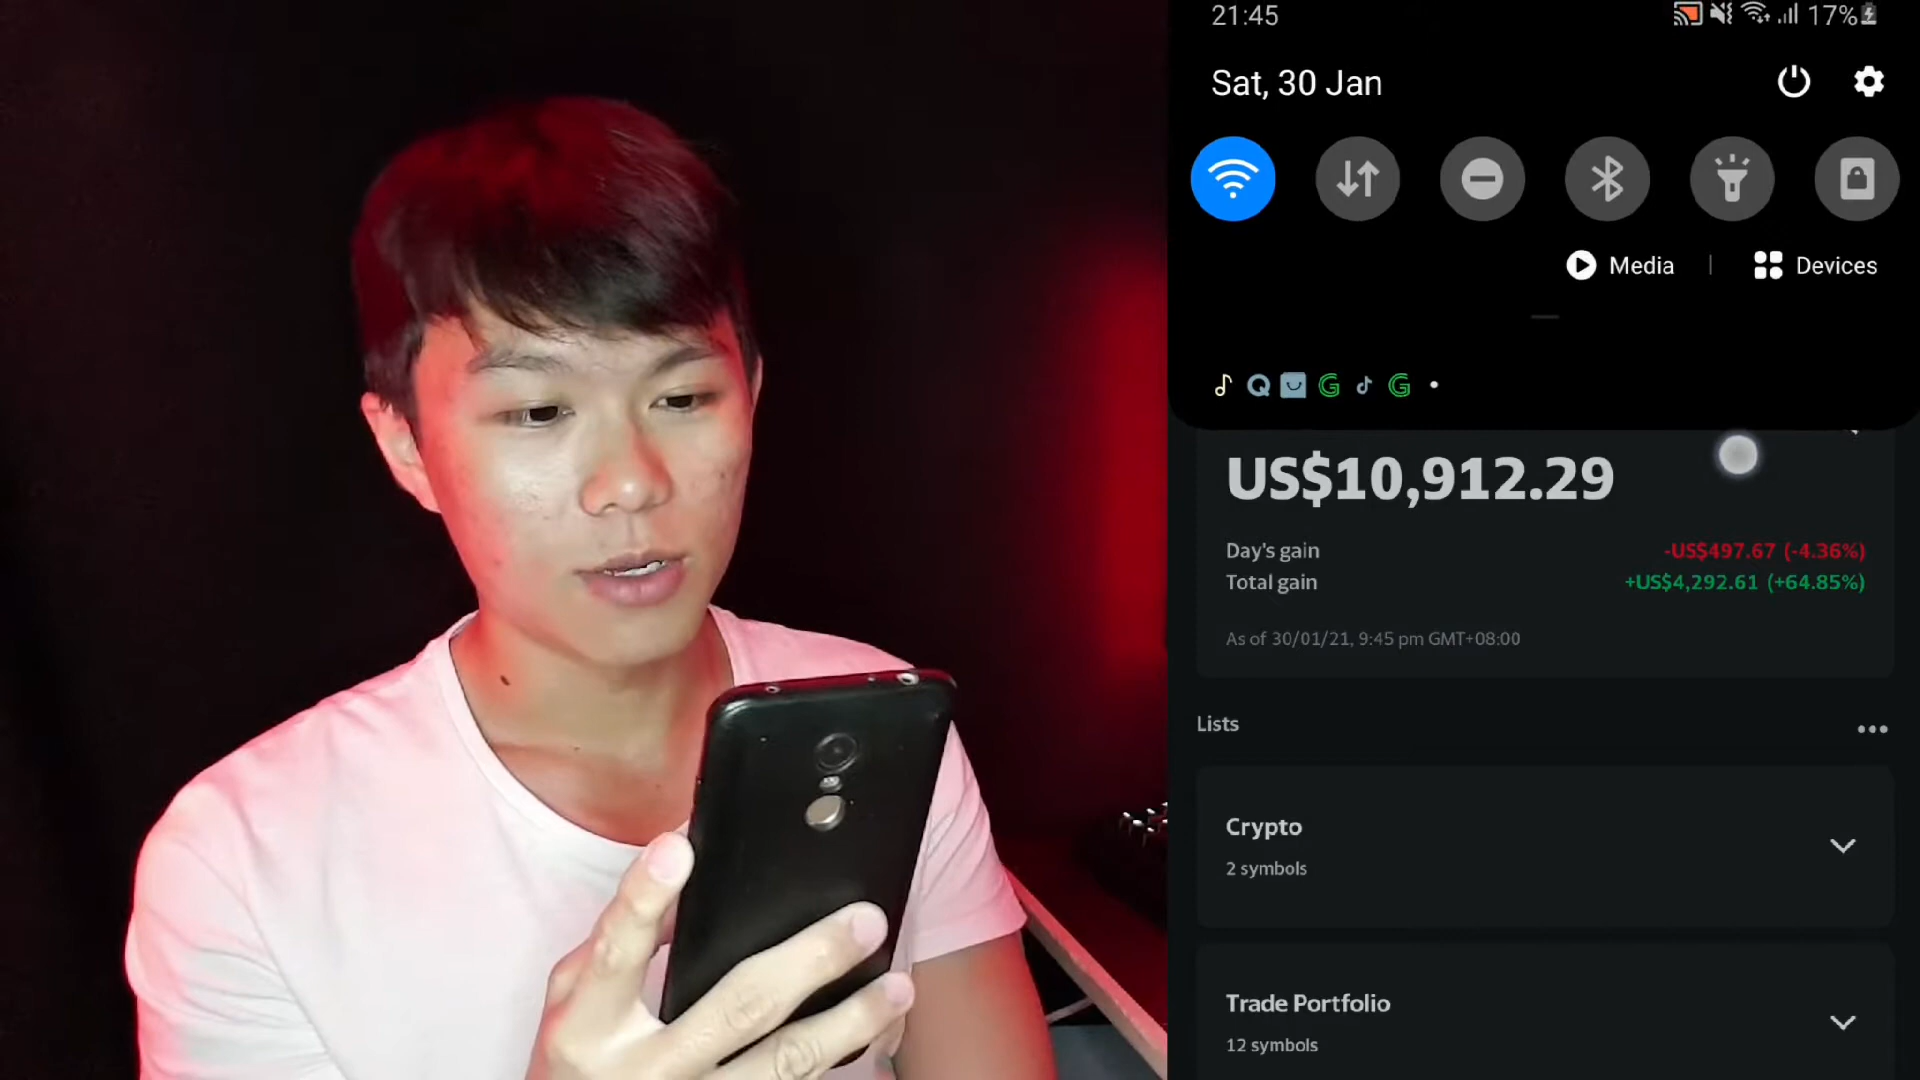 21:45
17%
Sat, 30 Jan
Media
Devices
US$10,912.29
Day's gain
-US$497.67 (-4.36%)
Total gain
+US$4,292.61 (+64.85%)
As of 30/01/21, 9:45 pm GMT+08:00
Lists
Crypto
2 symbols
Trade Portfolio
12 symbols